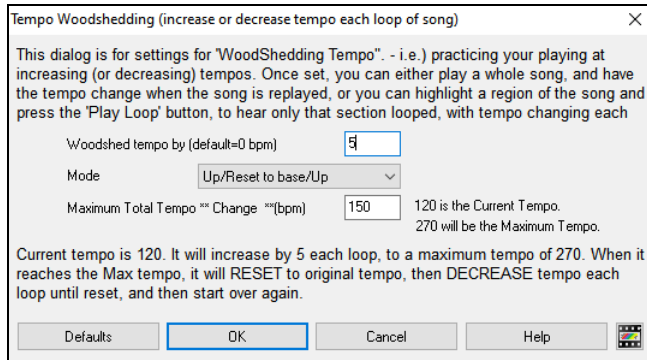 Tempo Woodshedding (increase or decrease tempo each loop of song)
This dialog is for settings for 'WoodShedding Tempo". - i.e.) practicing your playing at
increasing (or decreasing) tempos. Once set, you can either play a whole song, and have
the tempo change when the song is replayed, or you can highlight a region of the song and
press the 'Play Loop' button, to hear only that section looped, with tempo changing each
Woodshed tempo by (default=0 bpm) 5
Mode Up/Reset to base/Up
Maximum Total Tempo ** Change **(bpm) 150 120 is the Current Tempo.
270 will be the Maximum Tempo.
Current tempo is 120. It will increase by 5 each loop, to a maximum tempo of 270. When it
reaches the Max tempo, it will RESET to original tempo, then DECREASE tempo each
loop until reset, and then start over again.
Defaults OK Cancel Help